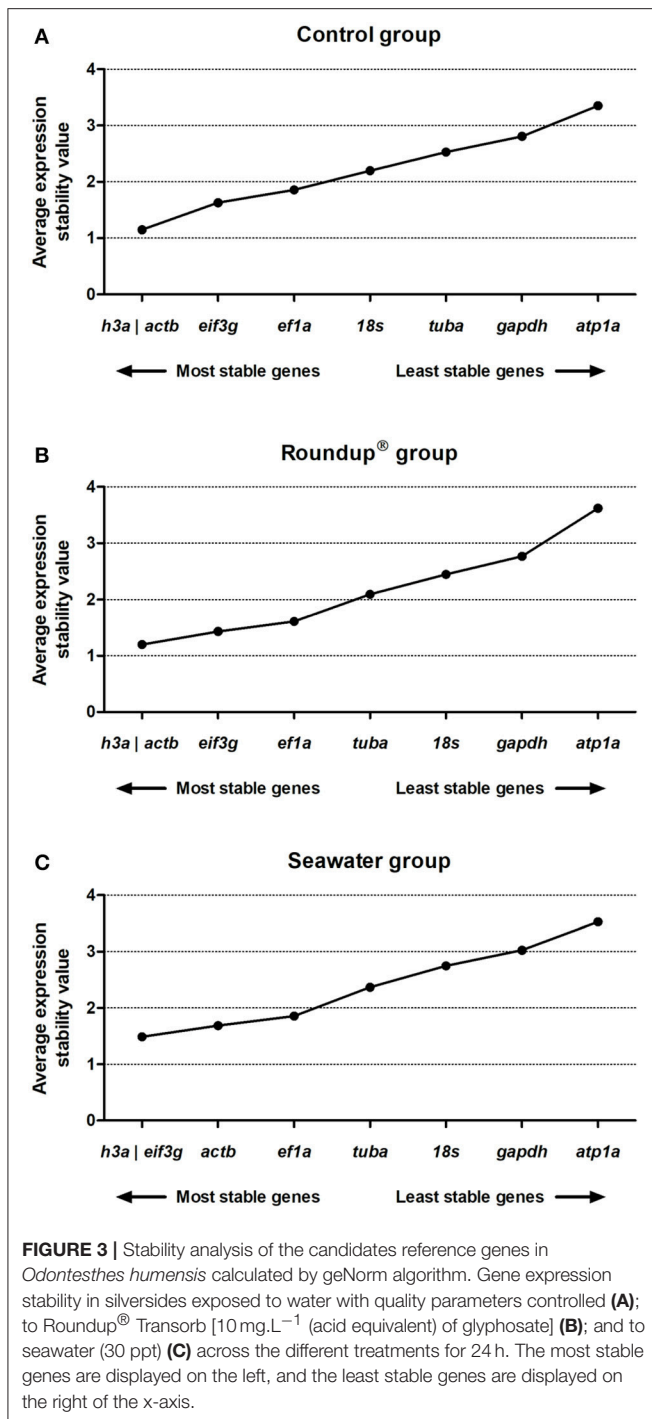 A
Control group
Average expression
stability value
4
3
2
1
0
h3a | actb eif3g ef1a 18s tuba gapdh atp1a
Most stable genes Least stable genes
B
Roundup® group
Average expression
stability value
4
3
2
1
0
h3a | actb eif3g ef1a tuba 18s gapdh atp1a
Most stable genes Least stable genes
C
Seawater group
Average expression
stability value
4
3
2
1
0
h3a | eif3g actb ef1a tuba 18s gapdh atp1a
Most stable genes Least stable genes
FIGURE 3 | Stability analysis of the candidates reference genes in
Odontesthes humensis calculated by geNorm algorithm. Gene expression
stability in silversides exposed to water with quality parameters controlled (A);
to Roundup® Transorb [10 mg.L⁻¹ (acid equivalent) of glyphosate] (B); and to
seawater (30 ppt) (C) across the different treatments for 24 h. The most stable
genes are displayed on the left, and the least stable genes are displayed on
the right of the x-axis.